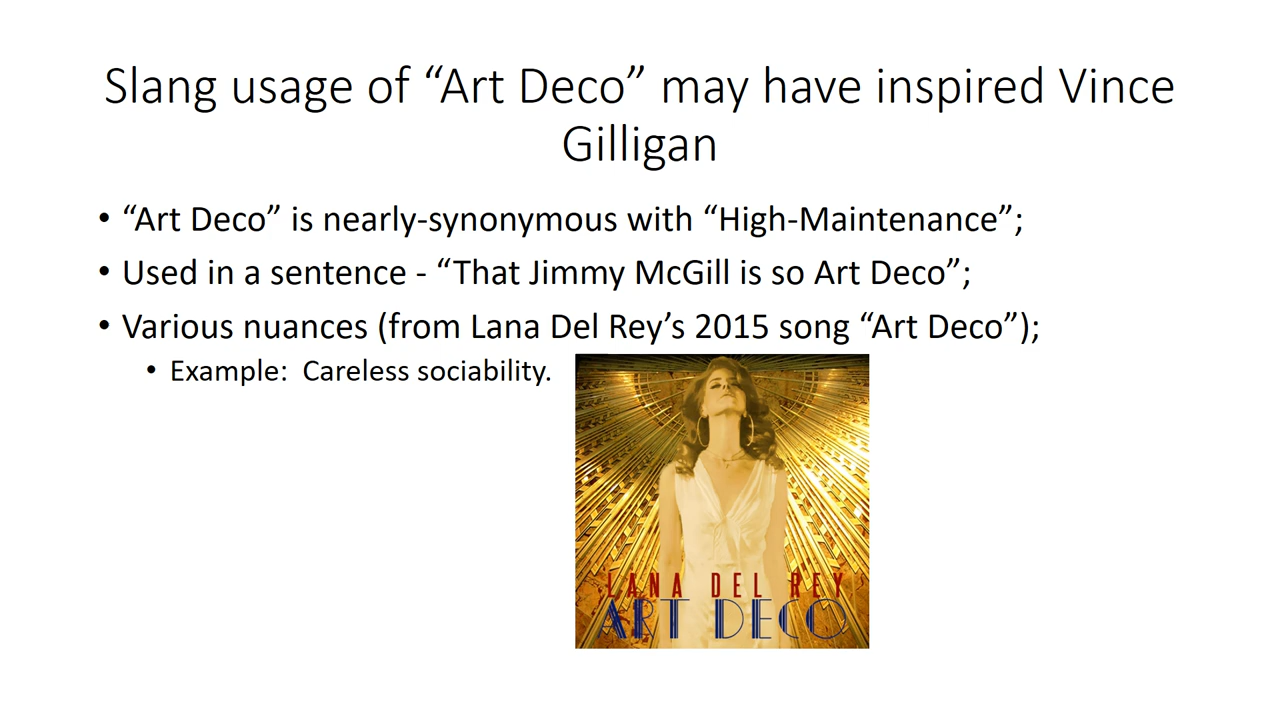 Slang usage of “Art Deco” may have inspired Vince
Gilligan
• “Art Deco” is nearly-synonymous with “High-Maintenance”;
• Used in a sentence - “That Jimmy McGill is so Art Deco”;
• Various nuances (from Lana Del Rey’s 2015 song “Art Deco”);
• Example:  Careless sociability.
LANA DEL REY
ART DECO